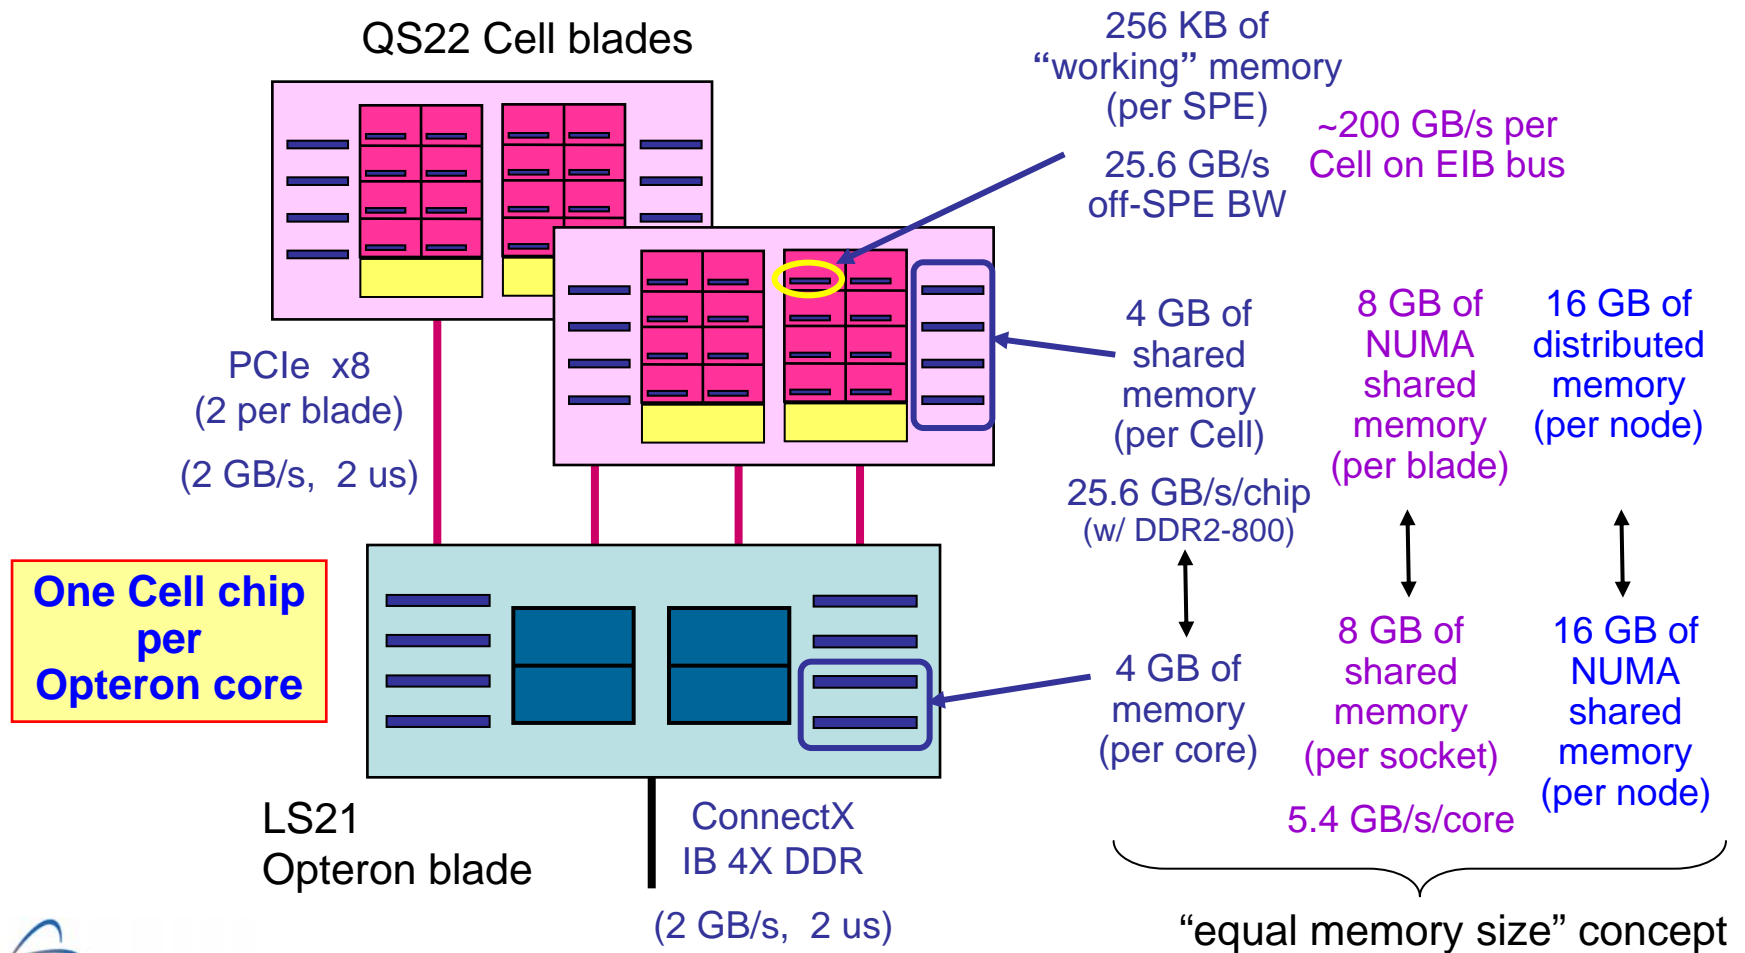 QS22 Cell blades
256 KB of
“working” memory
(per SPE)
25.6 GB/s
off-SPE BW
~200 GB/s per
Cell on EIB bus
PCIe x8
(2 per blade)
(2 GB/s, 2 us)
4 GB of
shared
memory
(per Cell)
25.6 GB/s/chip
(w/ DDR2-800)
8 GB of
NUMA
shared
memory
(per blade)
16 GB of
distributed
memory
(per node)
One Cell chip
per
Opteron core
4 GB of
memory
(per core)
8 GB of
shared
memory
(per socket)
5.4 GB/s/core
16 GB of
NUMA
shared
memory
(per node)
LS21
Opteron blade
ConnectX
IB 4X DDR
(2 GB/s, 2 us)
“equal memory size” concept